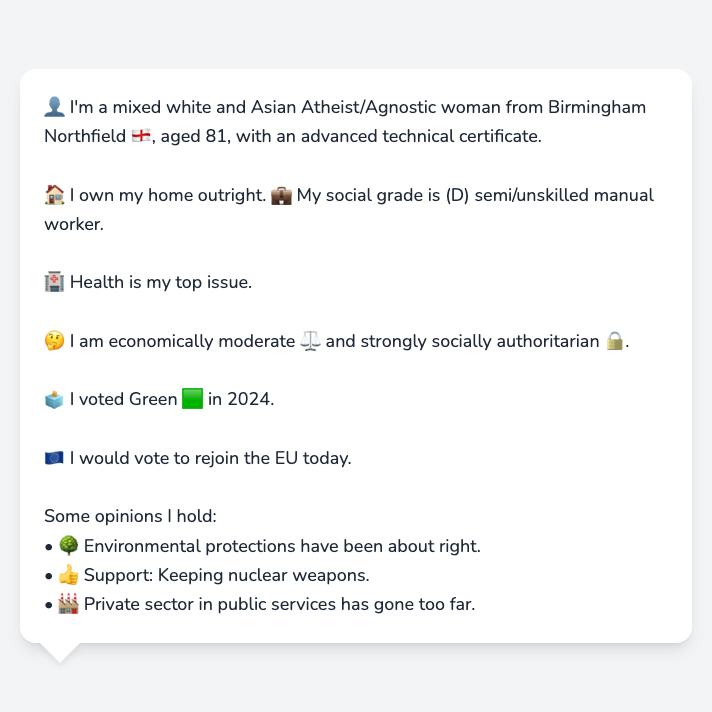 👤 I'm a mixed white and Asian Atheist/Agnostic woman from Birmingham
Northfield 🏴󠁧󠁢󠁥󠁮󠁧󠁿, aged 81, with an advanced technical certificate.
🏠 I own my home outright. 💼 My social grade is (D) semi/unskilled manual
worker.
🏥 Health is my top issue.
🤔 I am economically moderate ⚖️ and strongly socially authoritarian 🔒.
🗳️ I voted Green 🟩 in 2024.
🇪🇺 I would vote to rejoin the EU today.
Some opinions I hold:
• 🌳 Environmental protections have been about right.
• 👍 Support: Keeping nuclear weapons.
• 🏭 Private sector in public services has gone too far.